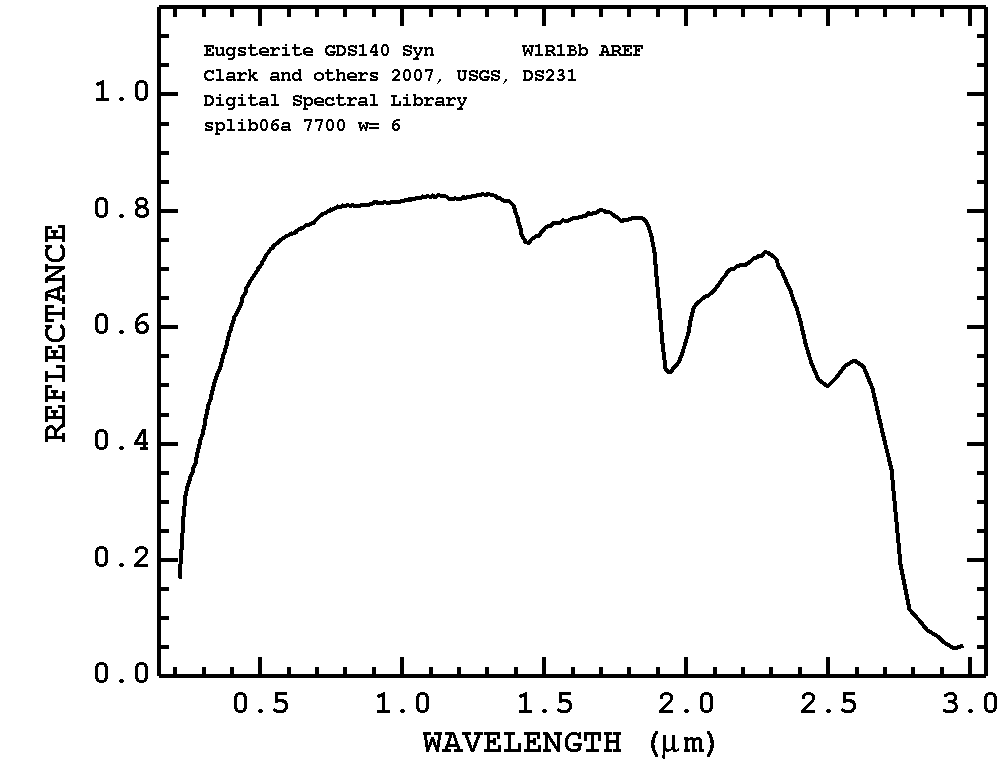 Eugsterite GDS140 Syn W1R1Bb AREF
Clark and others 2007, USGS, DS231
Digital Spectral Library
splib06a 7700 w= 6
1.0
0.8
0.6
0.4
0.2
0.0
REFLECTANCE
0.5 1.0 1.5 2.0 2.5 3.0
WAVELENGTH (μm)